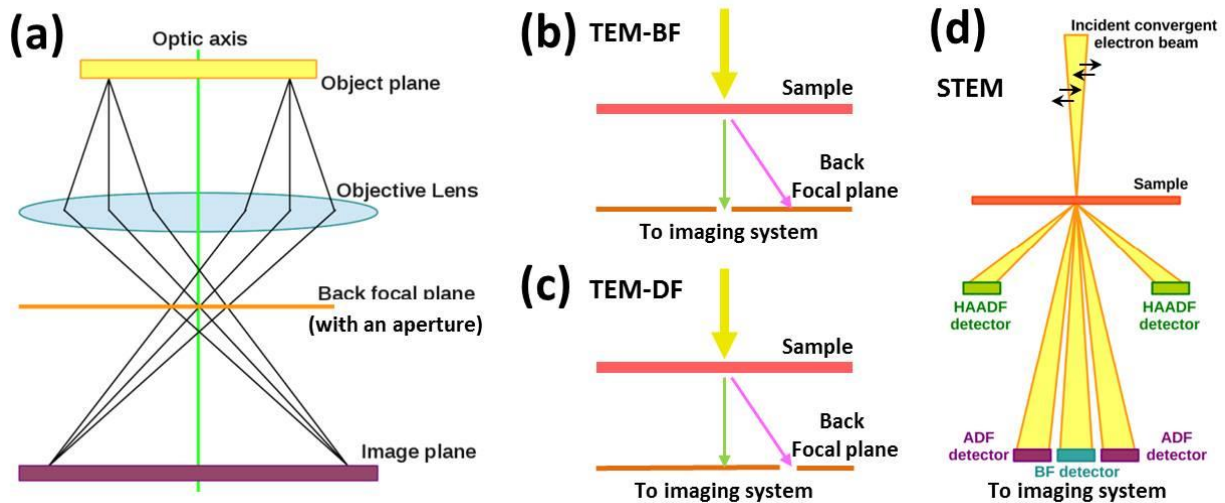 (a)
Optic axis
Object plane
Objective Lens
Back focal plane
(with an aperture)
Image plane
(b)
TEM-BF
Sample
Back
Focal plane
To imaging system
(c)
TEM-DF
Sample
Back
Focal plane
To imaging system
(d)
Incident convergent
electron beam
STEM
Sample
HAADF
detector
HAADF
detector
ADF
detector
BF detector
ADF
detector
To imaging system